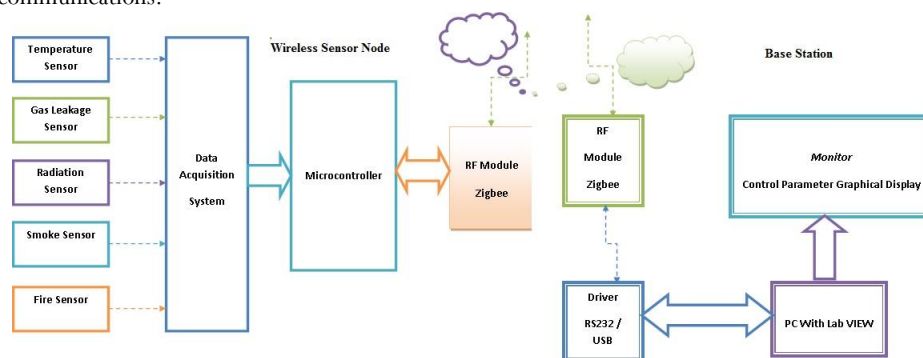 communications.
Wireless Sensor Node
Base Station
Temperature
Sensor
Gas Leakage
Sensor
Radiation
Sensor
Smoke Sensor
Fire Sensor
Data
Acquisition
System
Microcontroller
RF Module
Zigbee
RF
Module
Zigbee
Driver
RS232 /
USB
Monitor
Control Parameter Graphical Display
PC With Lab VIEW